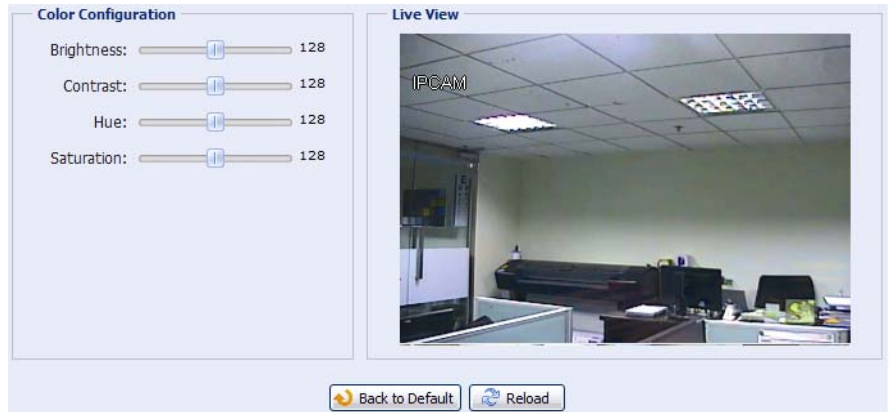 Color Configuration
Brightness: 128
Contrast: 128
Hue: 128
Saturation: 128
Live View
IPCAM
Back to Default
Reload